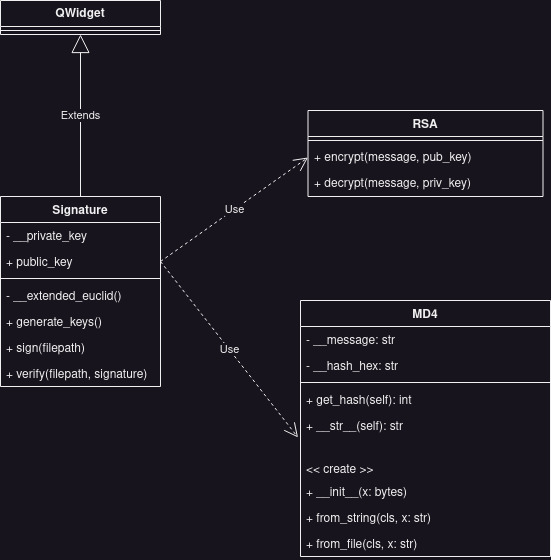 QWidget
Extends
Signature
- __private_key
+ public_key
- __extended_euclid()
+ generate_keys()
+ sign(filepath)
+ verify(filepath, signature)
Use
Use
RSA
+ encrypt(message, pub_key)
+ decrypt(message, priv_key)
MD4
- __message: str
- __hash_hex: str
+ get_hash(self): int
+ __str__(self): str
<< create >>
+ __init__(x: bytes)
+ from_string(cls, x: str)
+ from_file(cls, x: str)